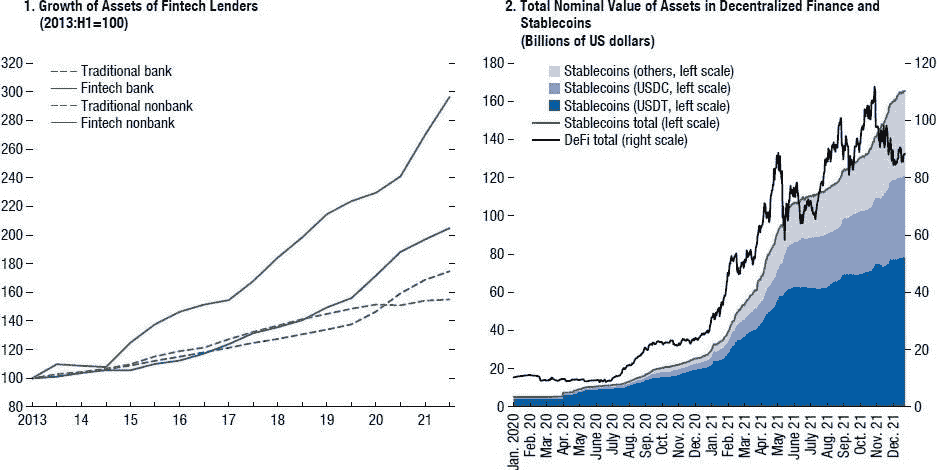 1. Growth of Assets of Fintech Lenders
(2013:H1=100)
320
300
280
260
240
220
200
180
160
140
120
100
80
Traditional bank
Fintech bank
Traditional nonbank
Fintech nonbank
2013 14 15 16 17 18 19 20 21
2. Total Nominal Value of Assets in Decentralized Finance and
Stablecoins
(Billions of US dollars)
180
160
140
120
100
80
60
40
20
0
Stablecoins (others, left scale)
Stablecoins (USDC, left scale)
Stablecoins (USDT, left scale)
Stablecoins total (left scale)
DeFi total (right scale)
120
100
80
60
40
20
0
Jan. 2020
Feb. 20
Mar. 20
Apr. 20
May 20
June 20
July 20
Aug. 20
Sep. 20
Oct. 20
Nov. 20
Dec. 20
Jan. 21
Feb. 21
Mar. 21
Apr. 21
May 21
June 21
July 21
Aug. 21
Sep. 21
Oct. 21
Nov. 21
Dec. 21